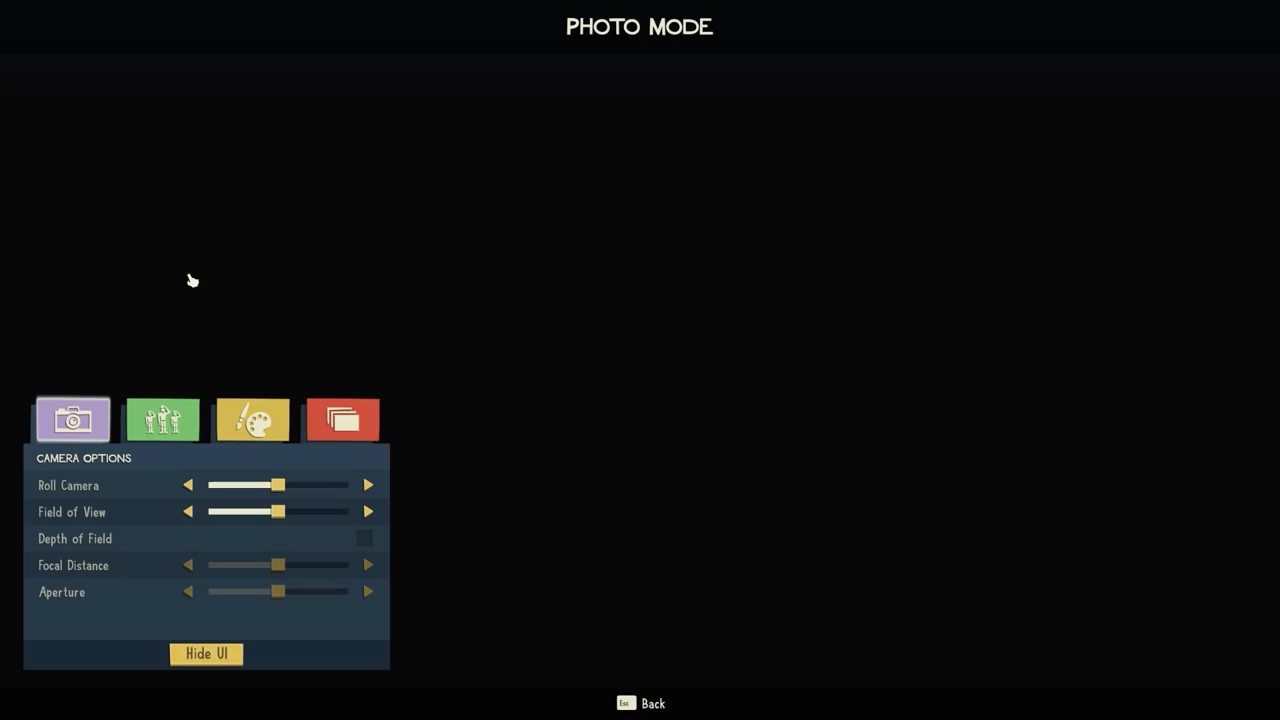 PHOTO MODE
CAMERA OPTIONS
Roll Camera
Field of View
Depth of Field
Focal Distance
Aperture
Hide UI
Esc Back